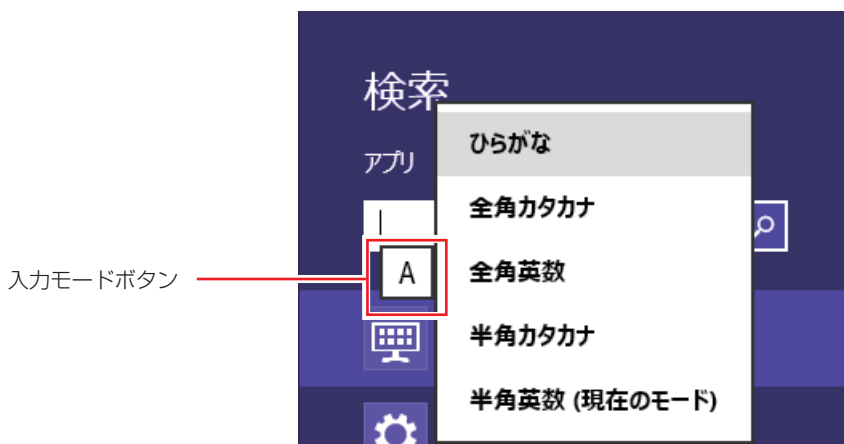 検索
アプリ
ひらがな
全角カタカナ
全角英数
半角カタカナ
半角英数 (現在のモード)
A
入力モードボタン